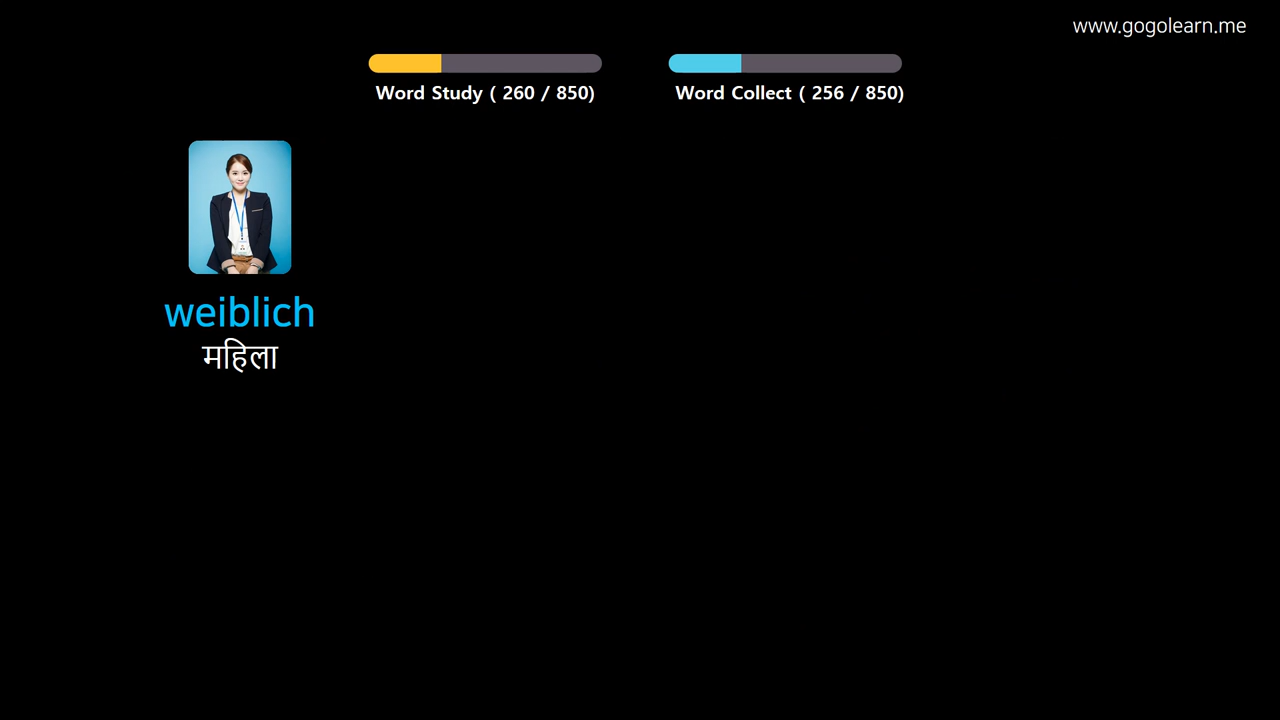 www.gogolearn.me
Word Study ( 260 / 850)
Word Collect ( 256 / 850)
weiblich
महिला